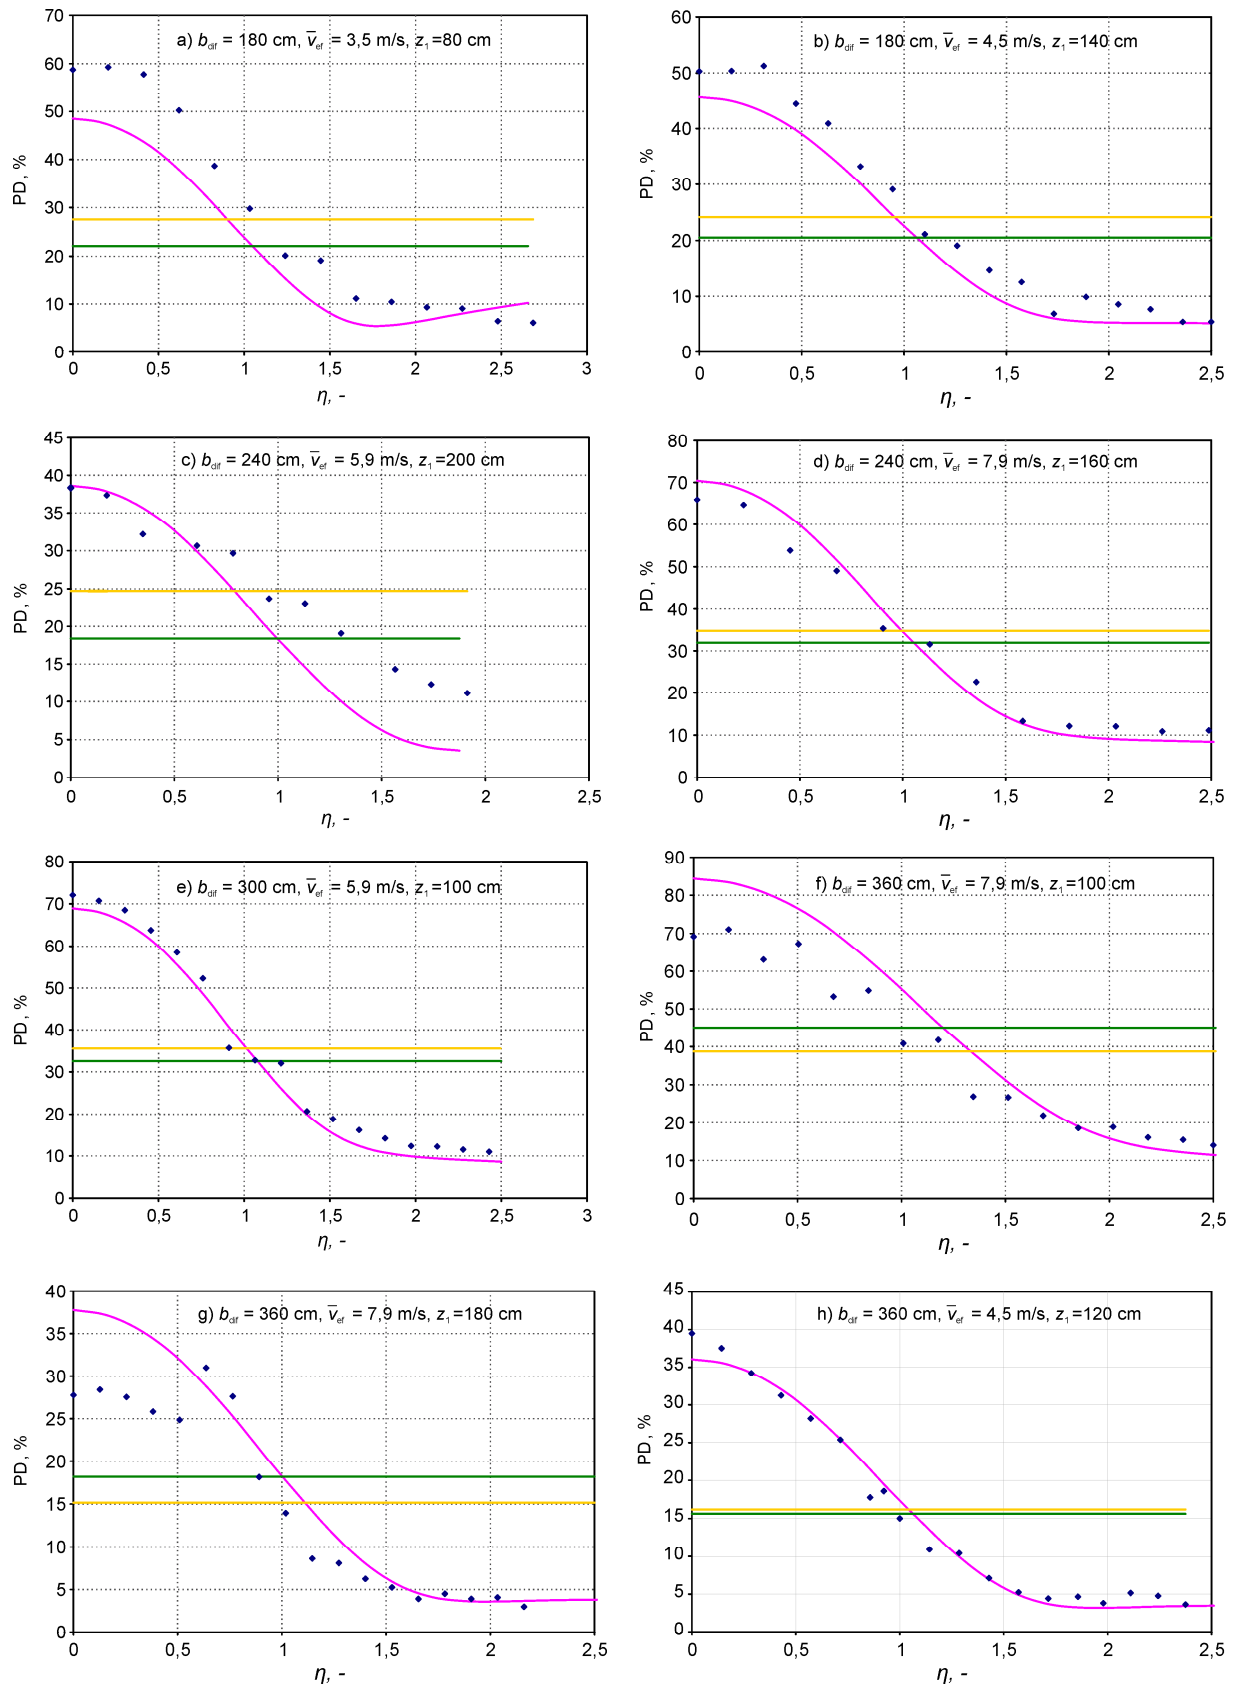 a) b_dif = 180 cm, v̄_ef = 3,5 m/s, z_1=80 cm
PD, %
70
60
50
40
30
20
10
0
0 0,5 1 1,5 2 2,5 3
η, -
b) b_dif = 180 cm, v̄_ef = 4,5 m/s, z_1=140 cm
PD, %
60
50
40
30
20
10
0
0 0,5 1 1,5 2 2,5
η, -
c) b_dif = 240 cm, v̄_ef = 5,9 m/s, z_1=200 cm
PD, %
45
40
35
30
25
20
15
10
5
0
0 0,5 1 1,5 2 2,5
η, -
d) b_dif = 240 cm, v̄_ef = 7,9 m/s, z_1=160 cm
PD, %
80
70
60
50
40
30
20
10
0
0 0,5 1 1,5 2 2,5
η, -
e) b_dif = 300 cm, v̄_ef = 5,9 m/s, z_1=100 cm
PD, %
80
70
60
50
40
30
20
10
0
0 0,5 1 1,5 2 2,5 3
η, -
f) b_dif = 360 cm, v̄_ef = 7,9 m/s, z_1=100 cm
PD, %
90
80
70
60
50
40
30
20
10
0
0 0,5 1 1,5 2 2,5
η, -
g) b_dif = 360 cm, v̄_ef = 7,9 m/s, z_1=180 cm
PD, %
40
35
30
25
20
15
10
5
0
0 0,5 1 1,5 2 2,5
η, -
h) b_dif = 360 cm, v̄_ef = 4,5 m/s, z_1=120 cm
PD, %
45
40
35
30
25
20
15
10
5
0
0 0,5 1 1,5 2 2,5
η, -